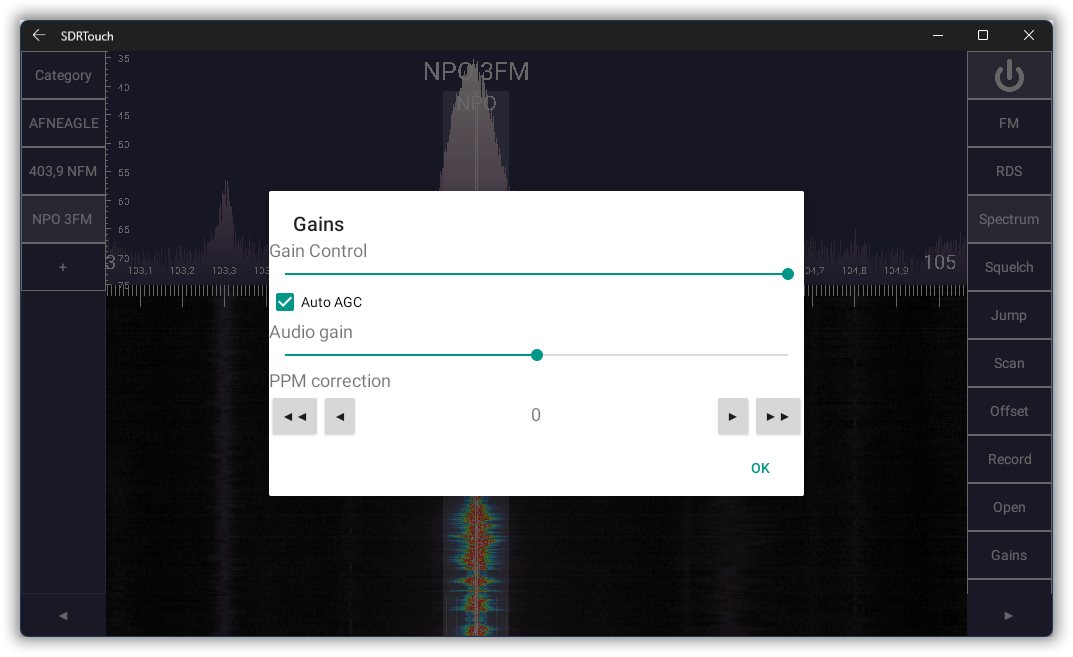 SDRTouch
Category
AFNEAGLE
403,9 NFM
NPO 3FM
+
35
40
45
50
55
60
65
70
75
NPO 3FM
NPO
3
103,1
103,2
103,3
103
04,7
104,8
104,9
105
Gains
Gain Control
Auto AGC
Audio gain
PPM correction
◄◄ ◄ 0 ► ►►
OK
FM
RDS
Spectrum
Squelch
Jump
Scan
Offset
Record
Open
Gains
◄
►